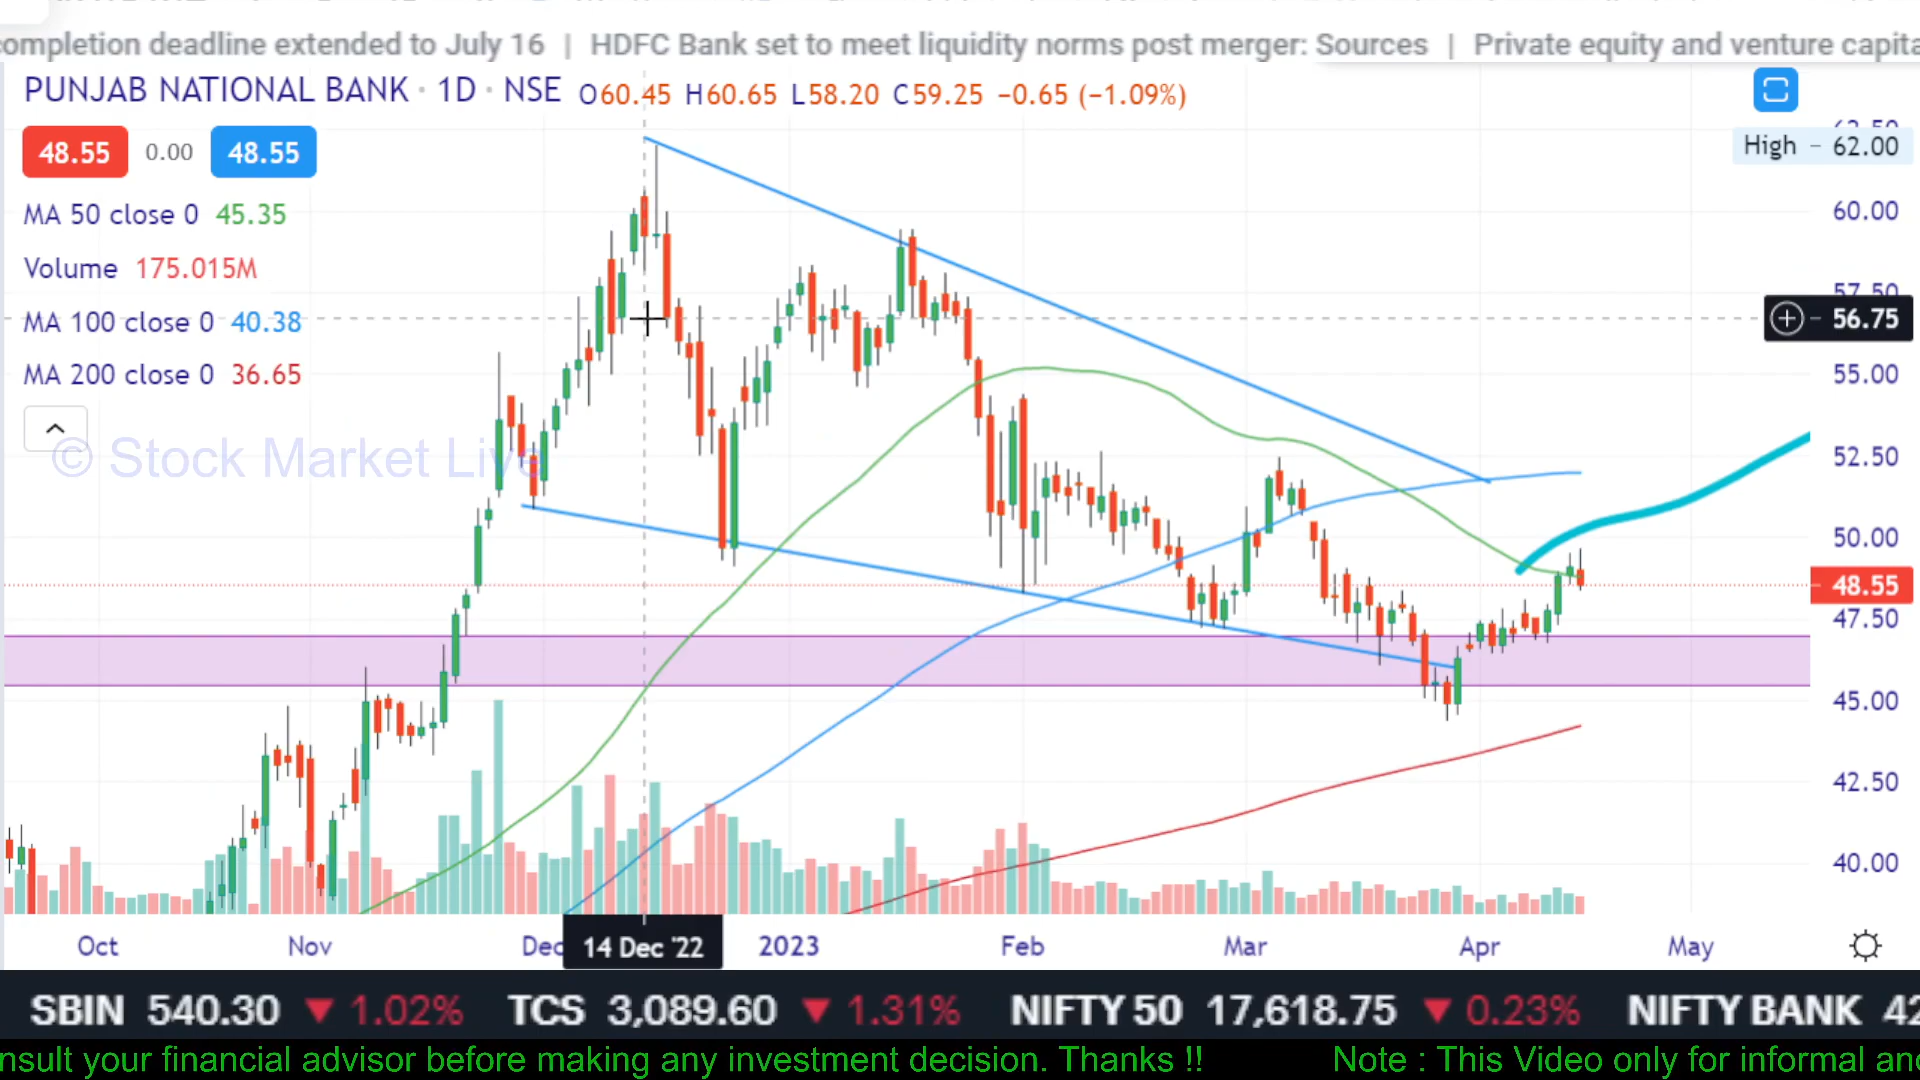 completion deadline extended to July 16 | HDFC Bank set to meet liquidity norms post merger: Sources | Private equity and venture capita
PUNJAB NATIONAL BANK · 1D · NSE O60.45 H60.65 L58.20 C59.25 −0.65 (−1.09%)
62.50
High 62.00
48.55 0.00 48.55
60.00
MA 50 close 0 45.35
Volume 175.015M
57.50
MA 100 close 0 40.38
56.75
MA 200 close 0 36.65
55.00
© Stock Market Live
52.50
50.00
48.55
47.50
45.00
42.50
40.00
Oct Nov Dec 14 Dec '22 2023 Feb Mar Apr May
SBIN 540.30 ▼ 1.02% TCS 3,089.60 ▼ 1.31% NIFTY 50 17,618.75 ▼ 0.23% NIFTY BANK 42
nsult your financial advisor before making any investment decision. Thanks !! Note : This Video only for informal an